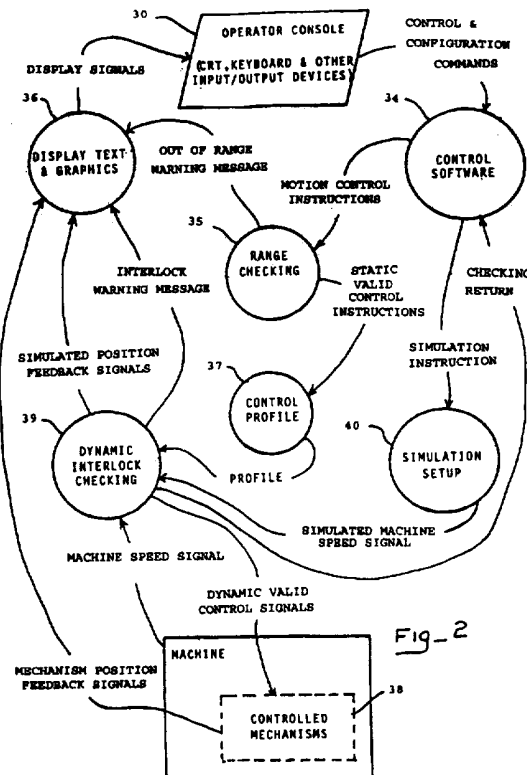 30
OPERATOR CONSOLE
(CRT, KEYBOARD & OTHER
INPUT/OUTPUT DEVICES)
CONTROL &
CONFIGURATION
COMMANDS
DISPLAY SIGNALS
36
DISPLAY TEXT
& GRAPHICS
OUT OF RANGE
WARNING MESSAGE
34
CONTROL
SOFTWARE
MOTION CONTROL
INSTRUCTIONS
35
RANGE
CHECKING
INTERLOCK
WARNING MESSAGE
STATIC
VALID
CONTROL
INSTRUCTIONS
CHECKING
RETURN
SIMULATED POSITION
FEEDBACK SIGNALS
SIMULATION
INSTRUCTION
37
CONTROL
PROFILE
39
DYNAMIC
INTERLOCK
CHECKING
40
SIMULATION
SETUP
PROFILE
SIMULATED MACHINE
SPEED SIGNAL
MACHINE SPEED SIGNAL
DYNAMIC VALID
CONTROL SIGNALS
Fig_2
MACHINE
MECHANISM POSITION
FEEDBACK SIGNALS
38
CONTROLLED
MECHANISMS